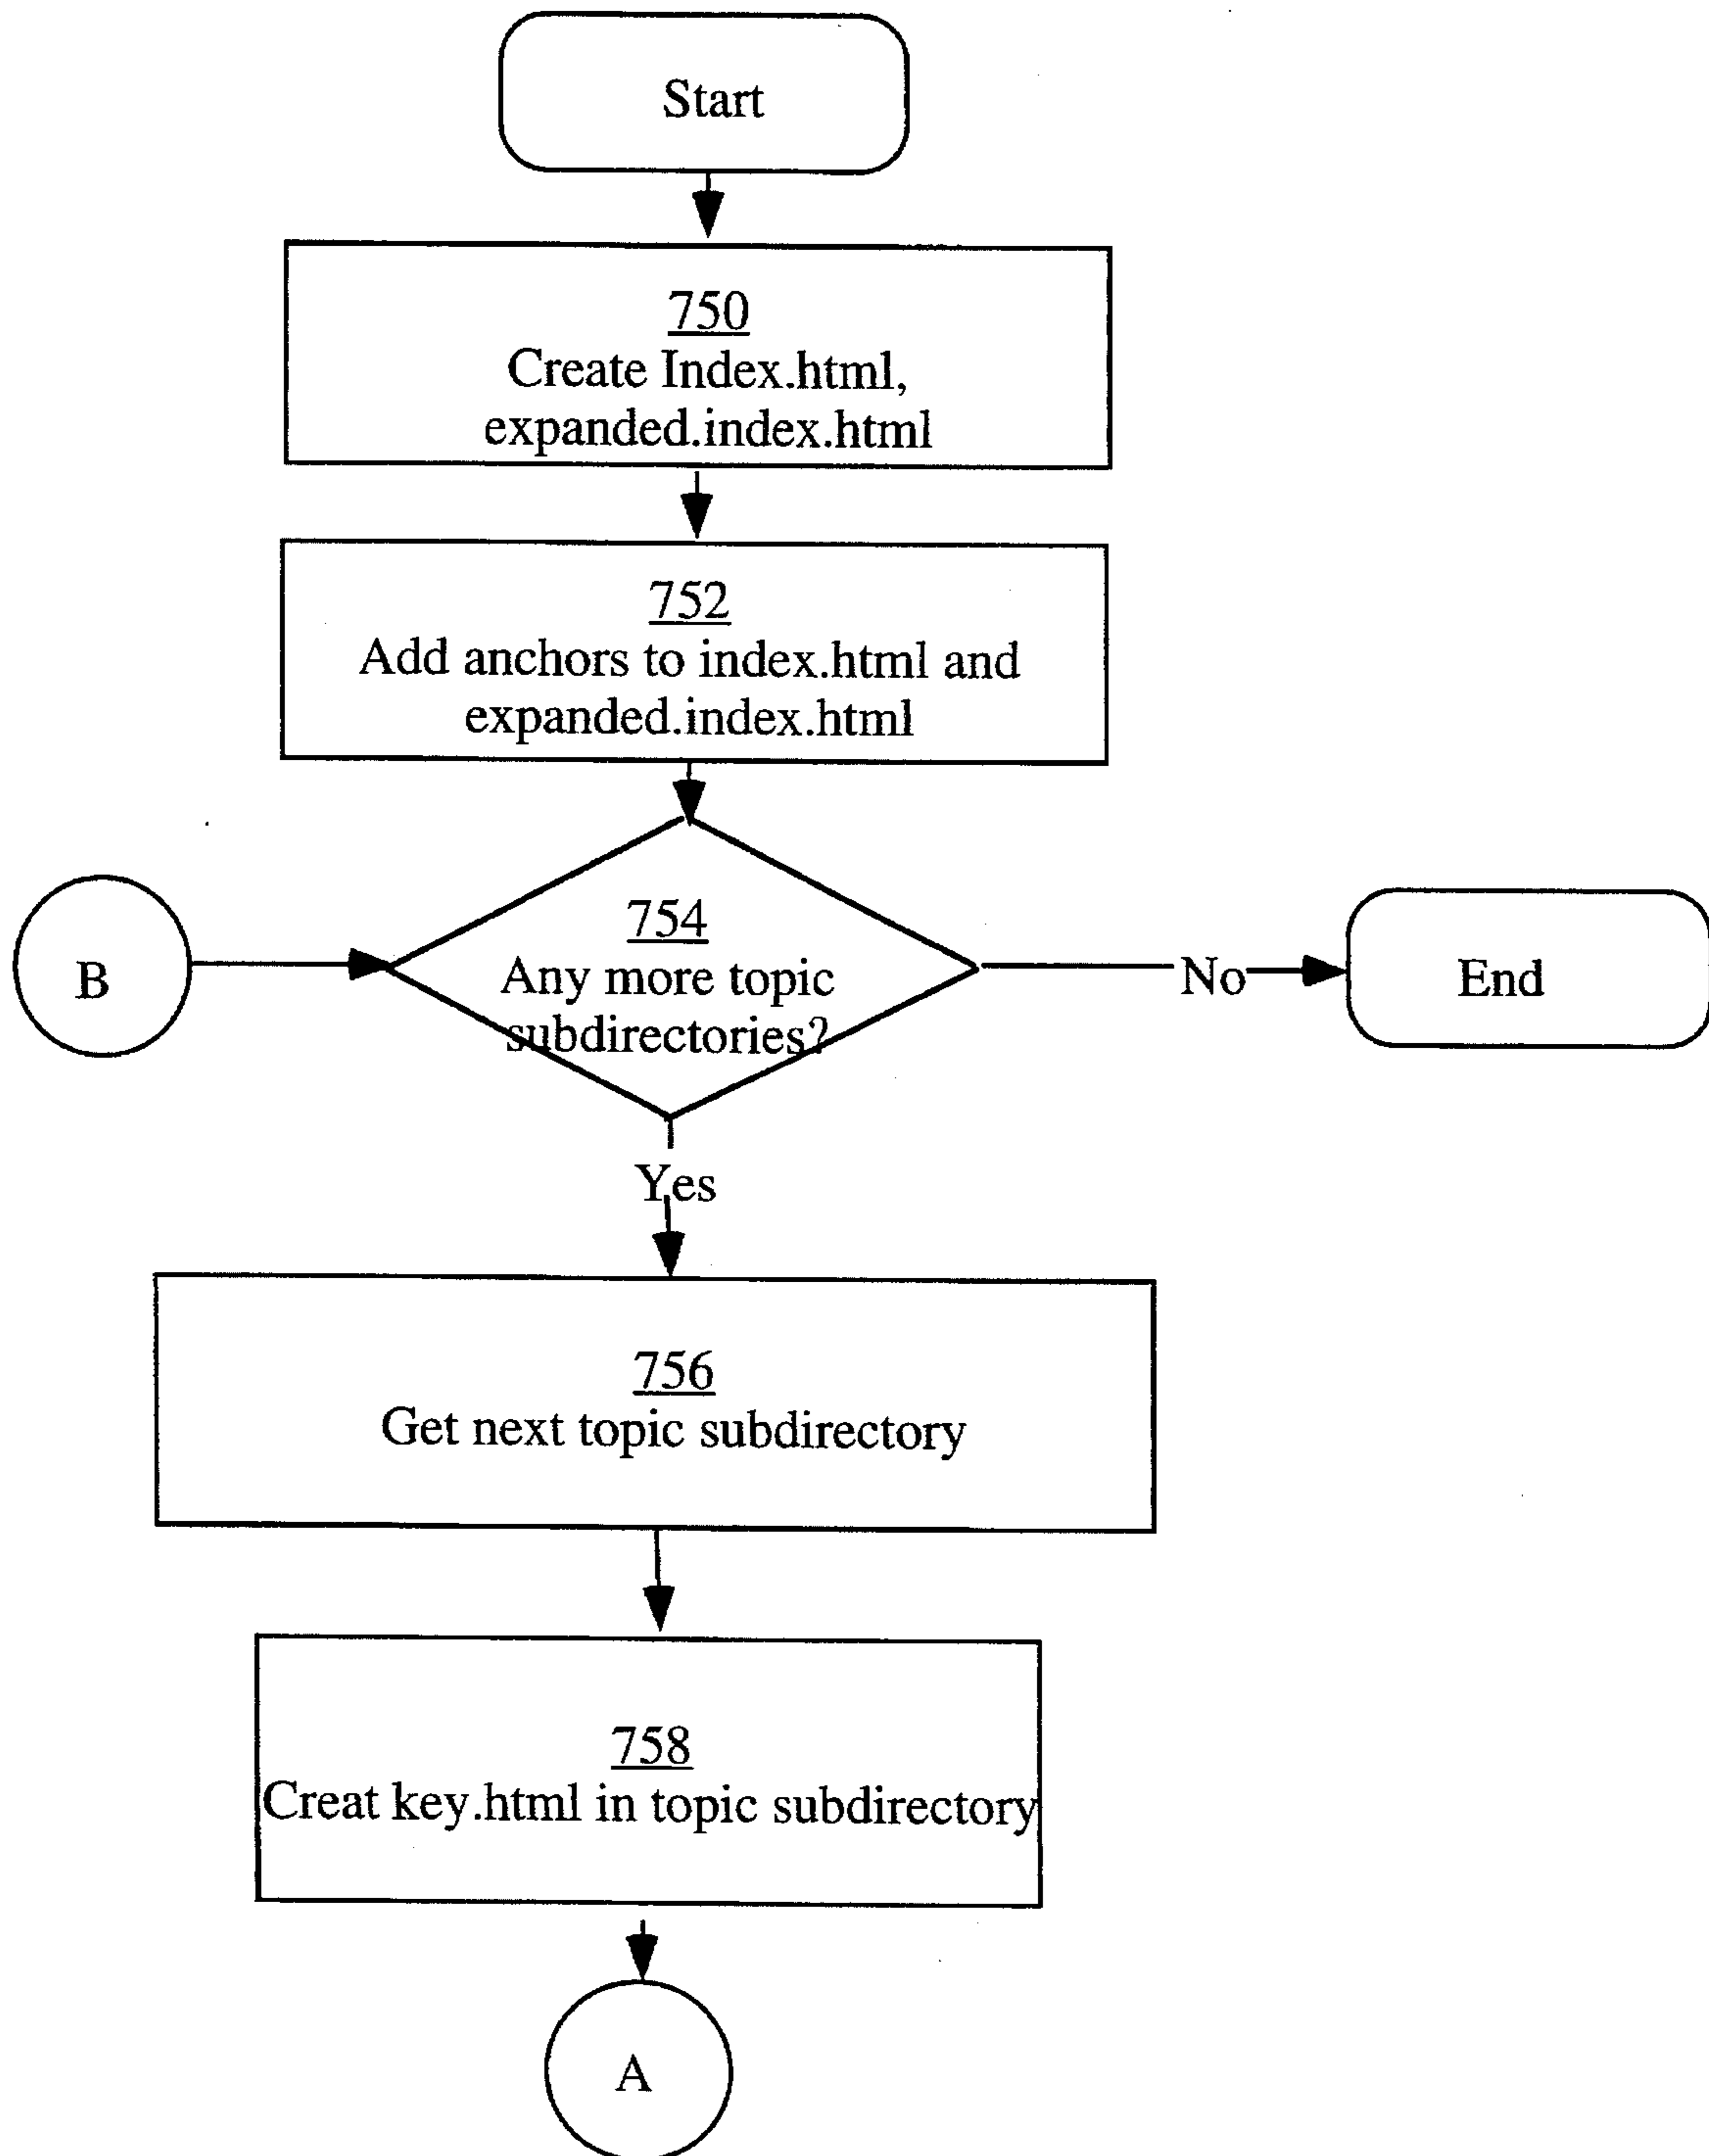 Start
750
Create Index.html,
expanded.index.html
752
Add anchors to index.html and
expanded.index.html
B
754
Any more topic
subdirectories?
No
End
Yes
756
Get next topic subdirectory
758
Creat key.html in topic subdirectory
A